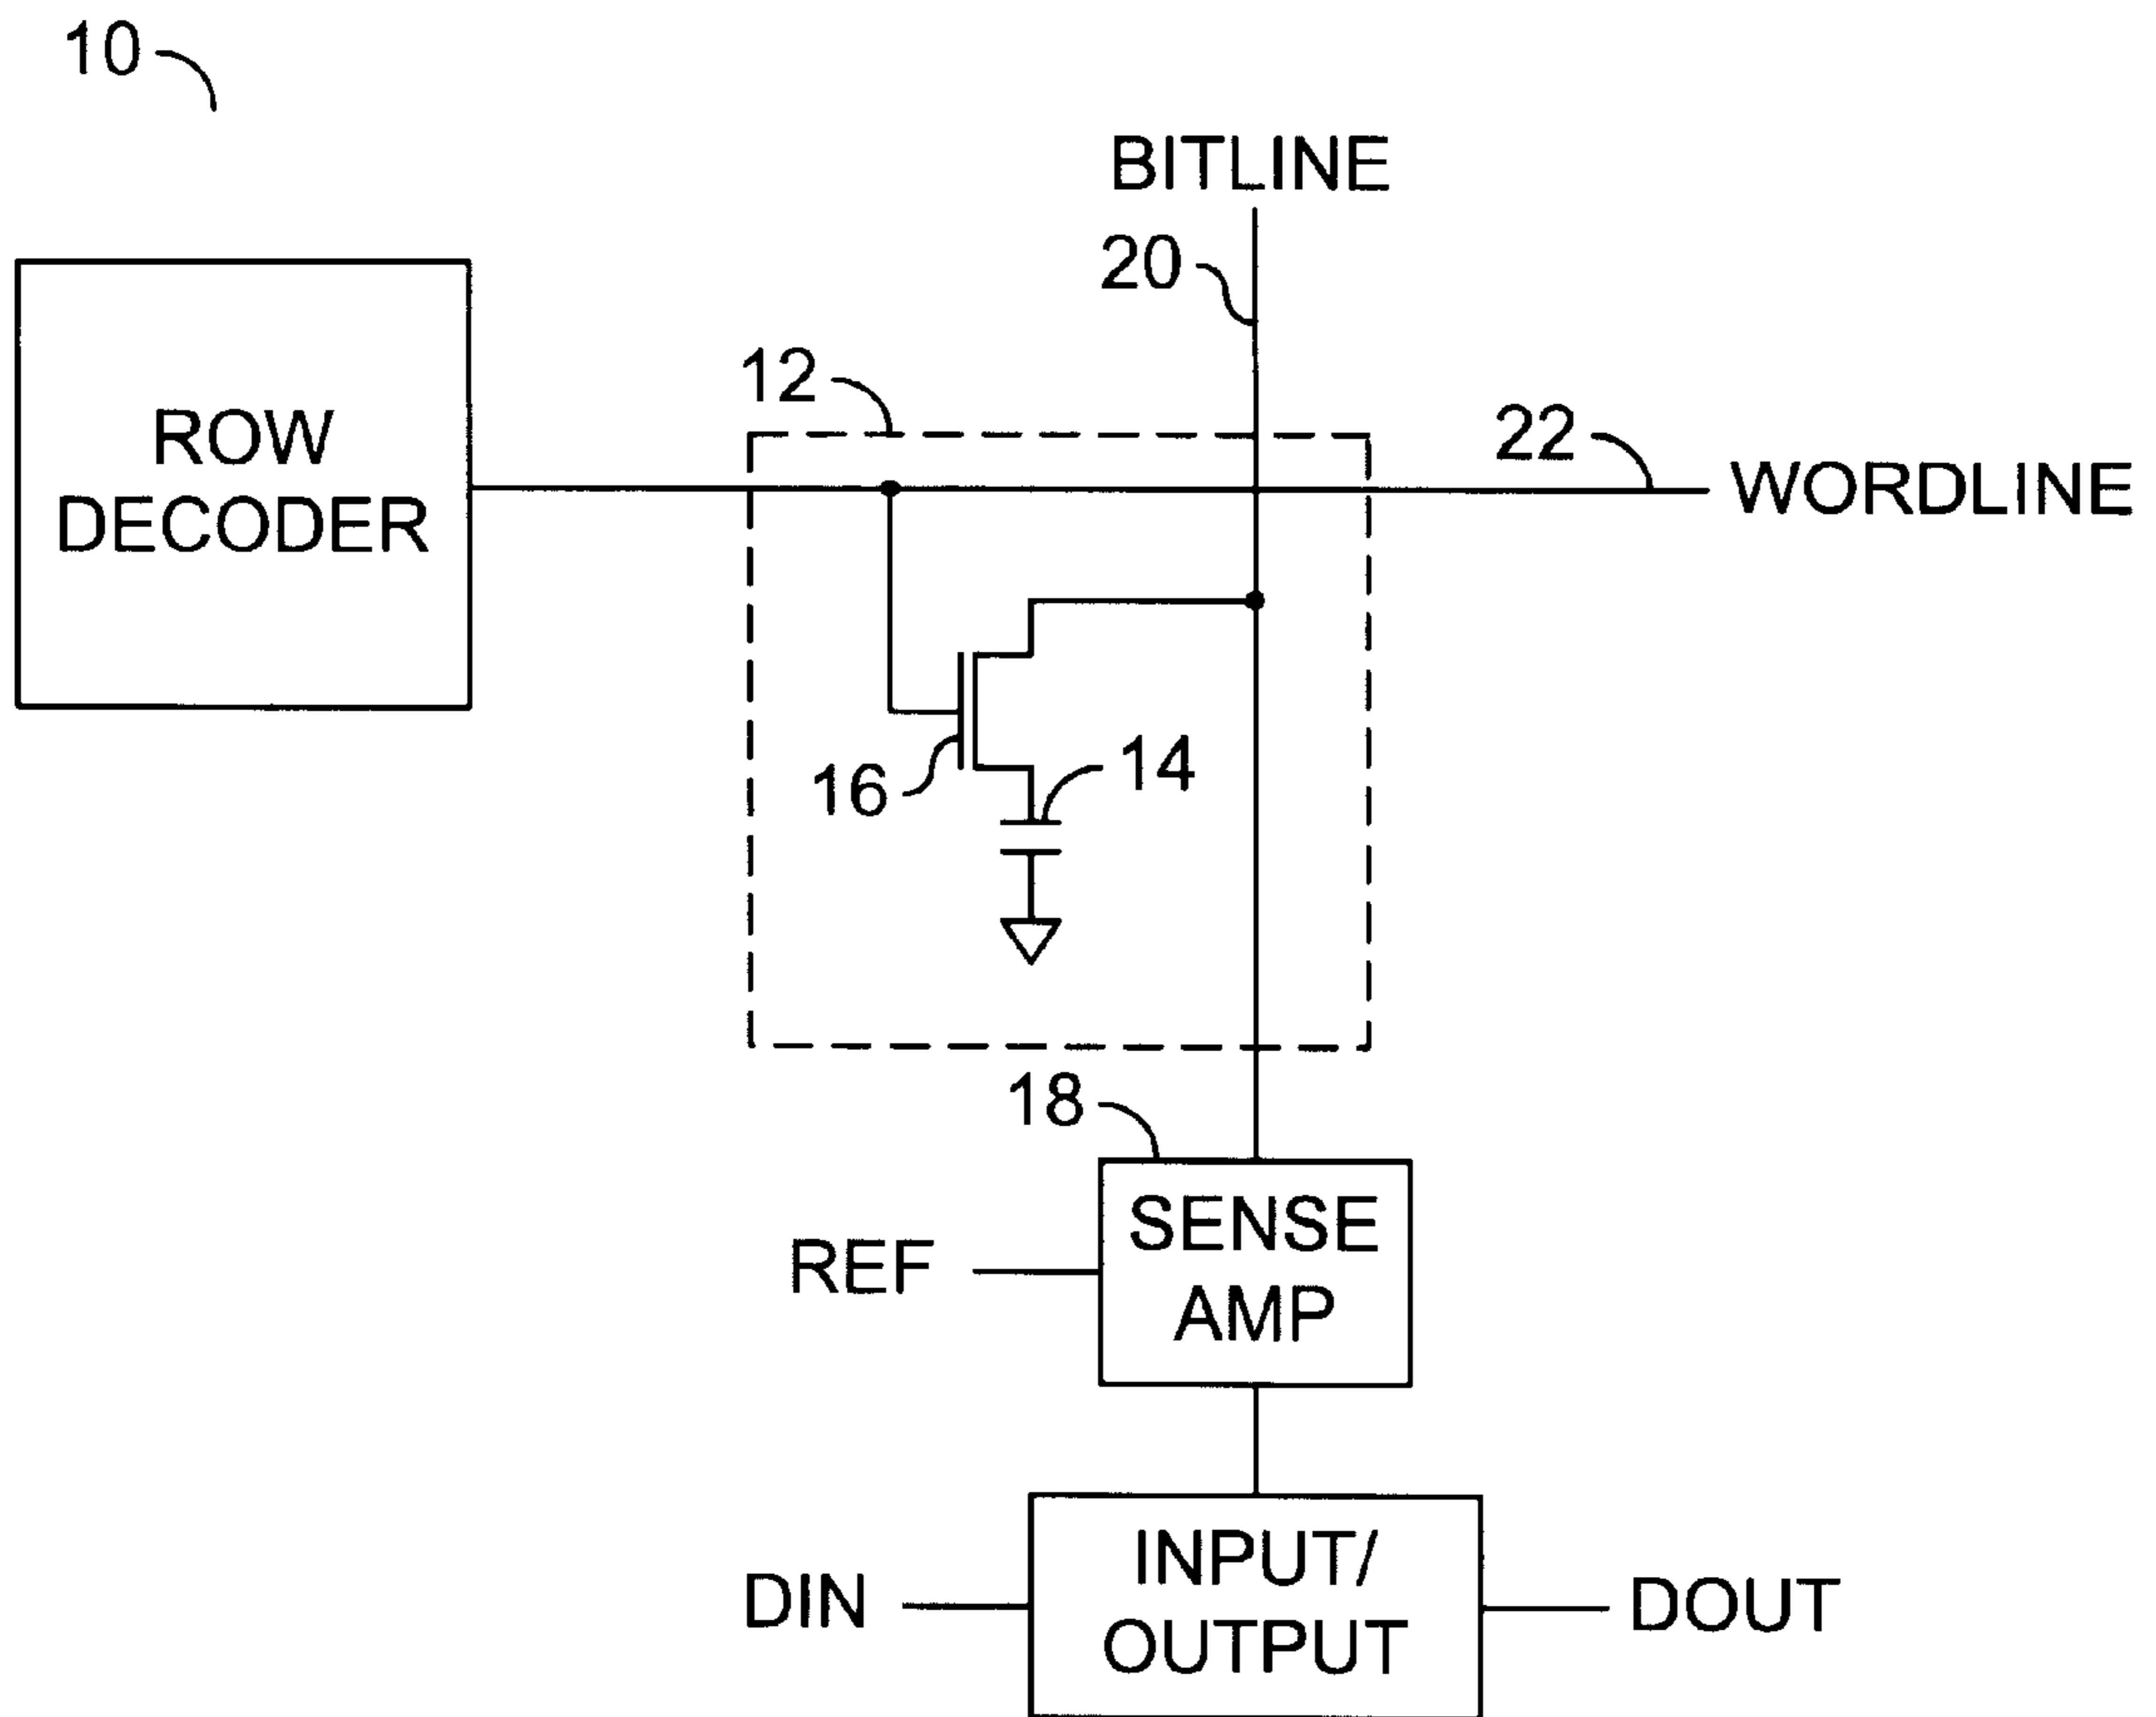 10
BITLINE
20
12
22
WORDLINE
ROW
DECODER
16
14
18
SENSE
AMP
REF
INPUT/
OUTPUT
DIN
DOUT